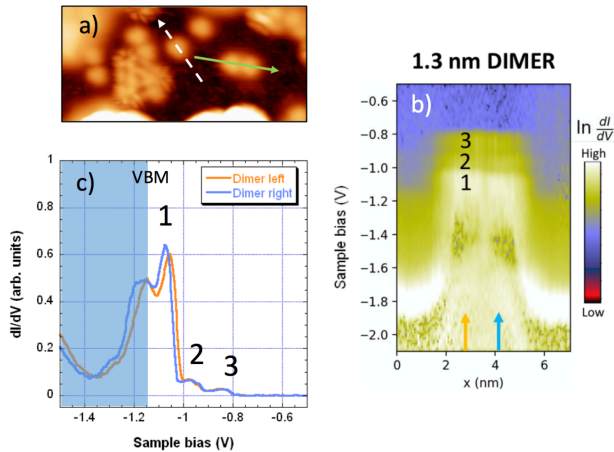 a)
1.3 nm DIMER
b)
ln dI/dV
High
Low
3
2
1
−0.6
−0.8
−1.0
−1.2
−1.4
−1.6
−1.8
−2.0
Sample bias (V)
0
2
4
6
x (nm)
c)
VBM
Dimer left
Dimer right
1
2
3
1
0.8
0.6
0.4
0.2
0
dI/dV (arb. units)
-1.4
-1.2
-1
-0.8
-0.6
Sample bias (V)